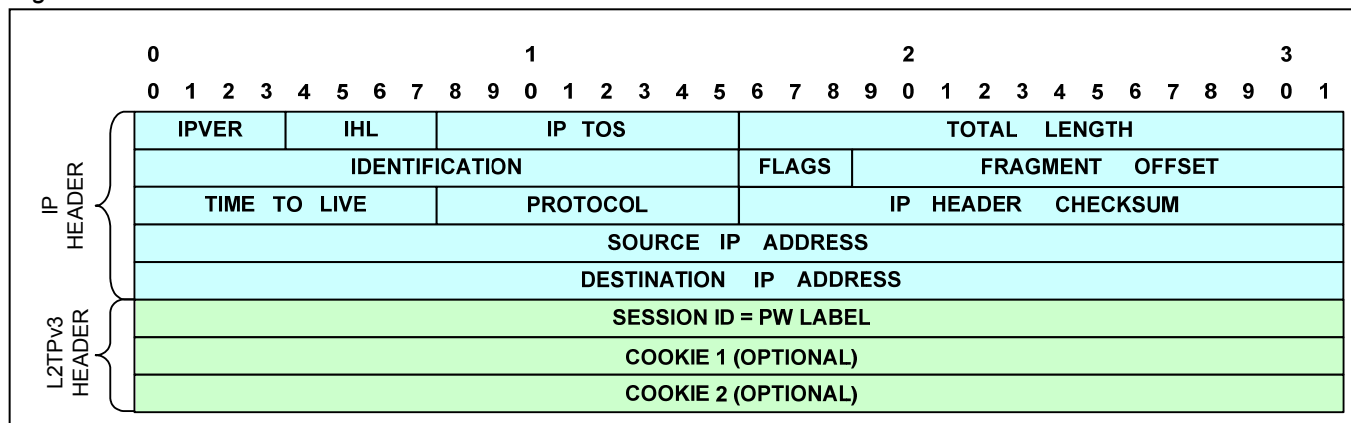 0 1 2 3
0 1 2 3 4 5 6 7 8 9 0 1 2 3 4 5 6 7 8 9 0 1 2 3 4 5 6 7 8 9 0 1
IP
HEADER
IPVER IHL IP TOS TOTAL LENGTH
IDENTIFICATION FLAGS FRAGMENT OFFSET
TIME TO LIVE PROTOCOL IP HEADER CHECKSUM
SOURCE IP ADDRESS
DESTINATION IP ADDRESS
L2TPv3
HEADER
SESSION ID = PW LABEL
COOKIE 1 (OPTIONAL)
COOKIE 2 (OPTIONAL)